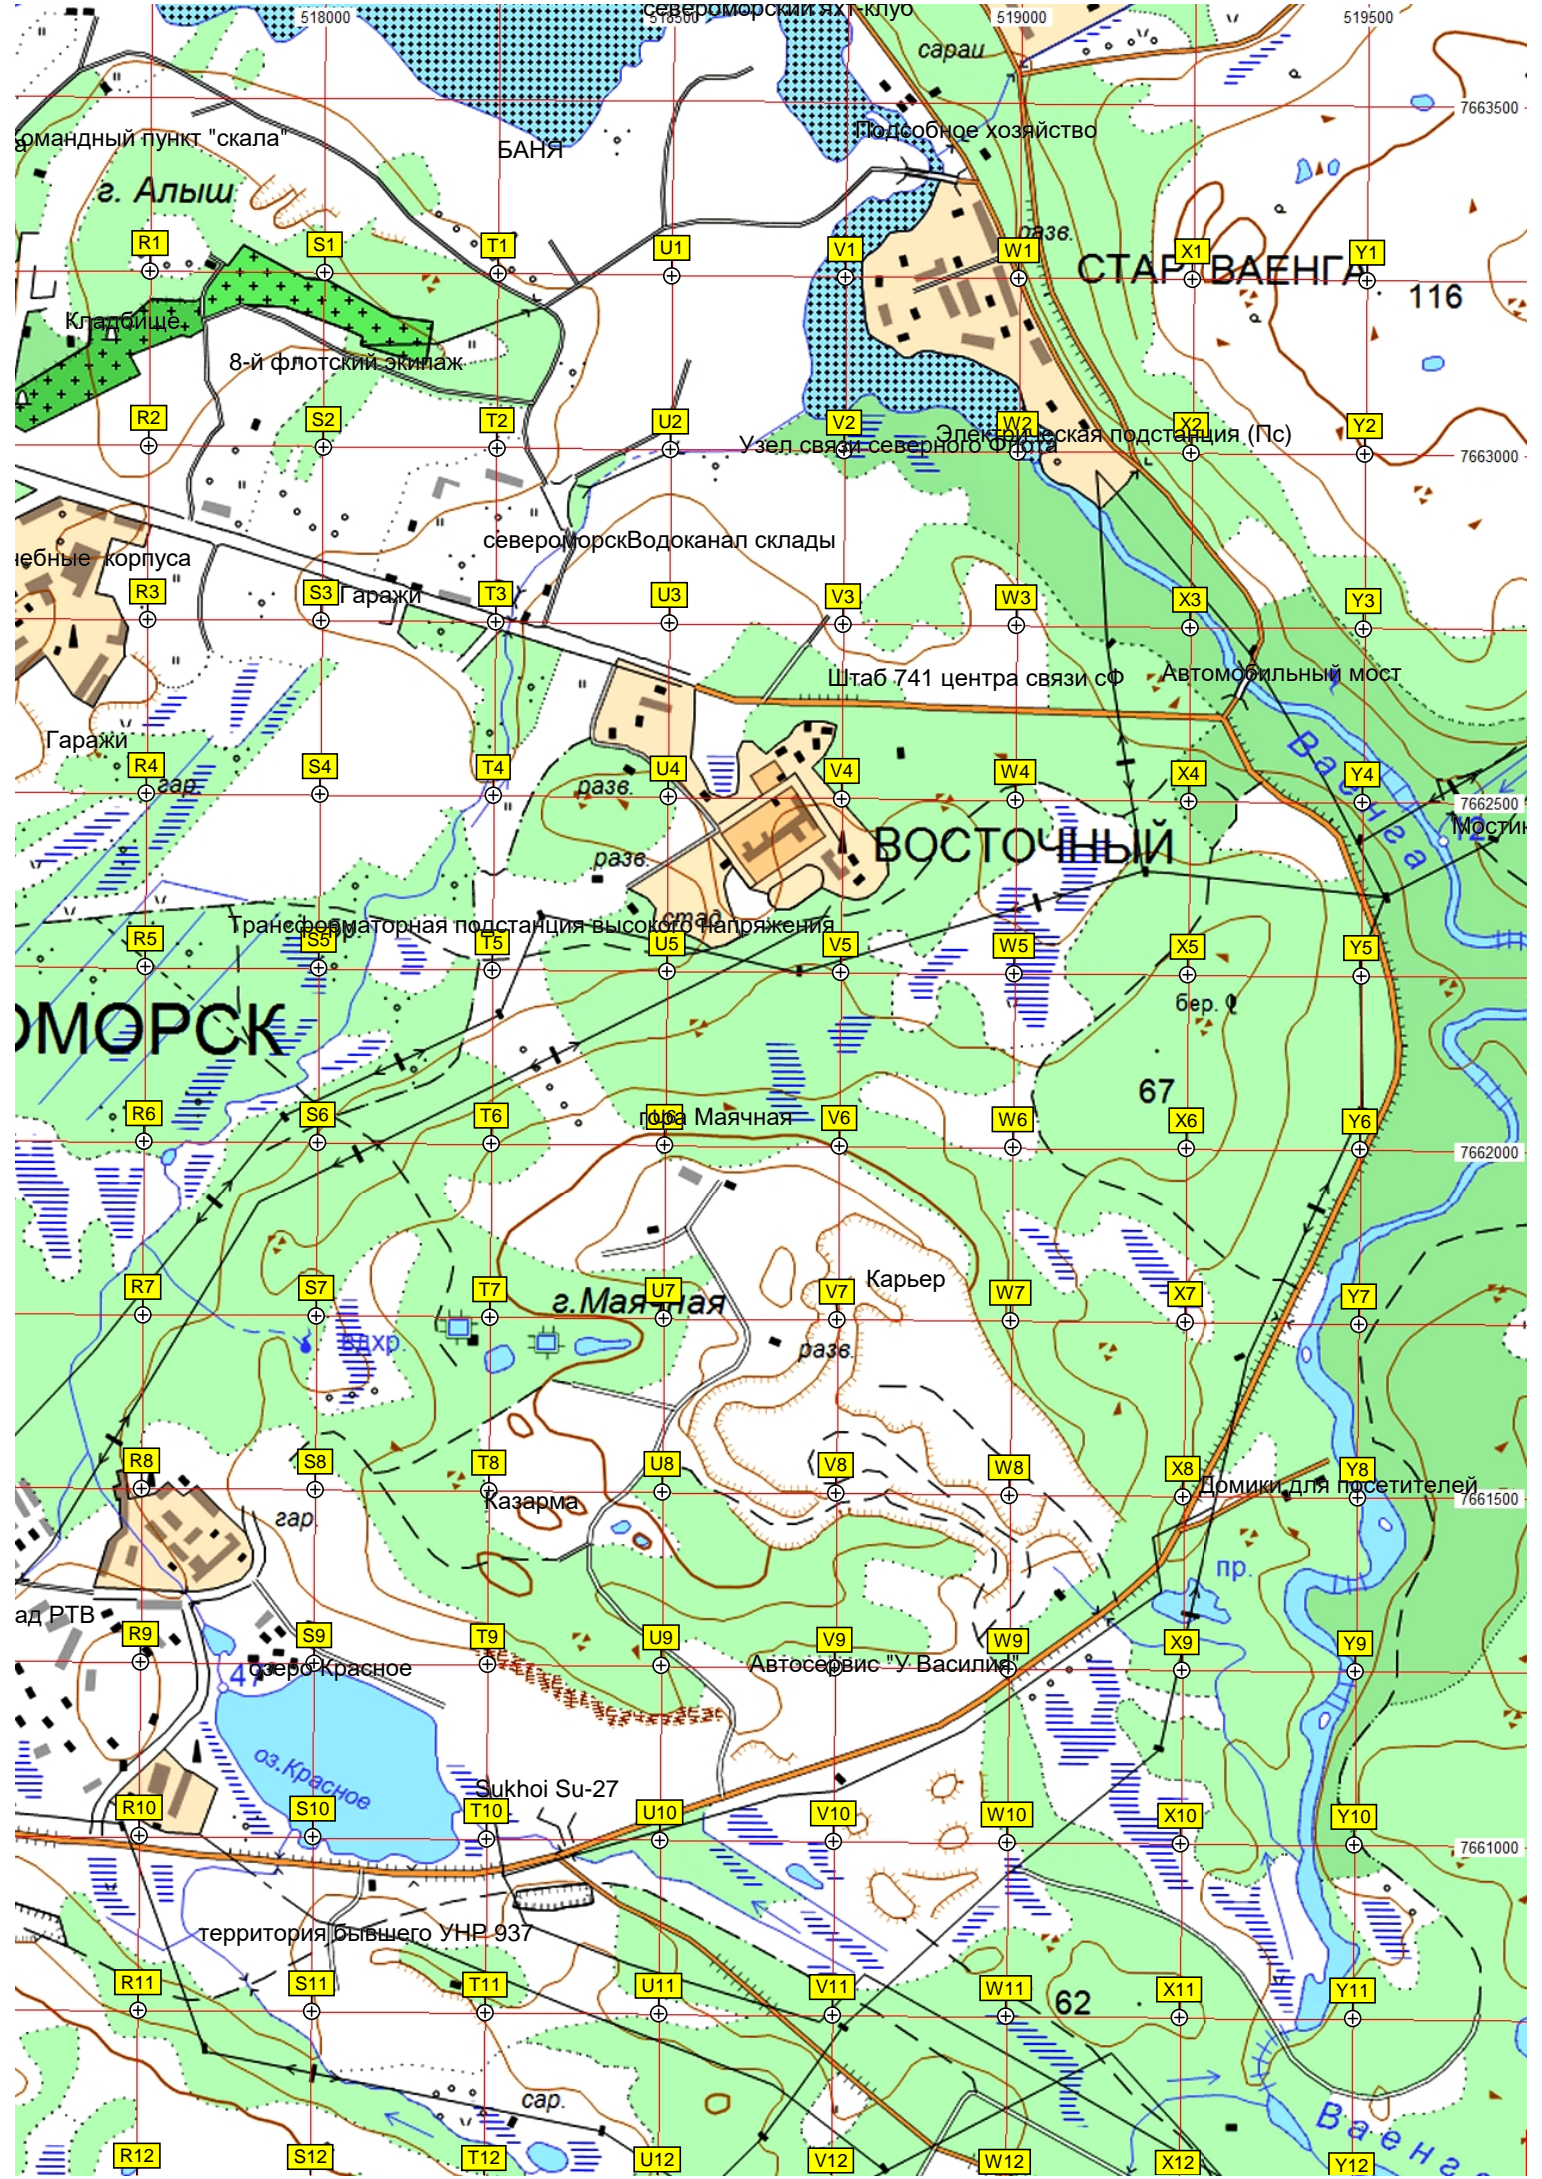 североморский яхт-клуб
518000
518500
519000
519500
сараи
7663500
Подсобное хозяйство
омандный пункт "скала"
БАНЯ
г. Алыш
разв.
R1
S1
T1
U1
V1
W1
X1
Y1
СТАР ВАЕНГА
116
Кладбище
8-й флотский экипаж
R2
S2
T2
U2
V2
W2
X2
Y2
Электрическая подстанция (Пс)
Узел связи северного Флота
7663000
североморскВодоканал склады
чебные корпуса
R3
S3
Гаражи
T3
U3
V3
W3
X3
Y3
Штаб 741 центра связи сФ
Автомобильный мост
Гаражи
R4
гар.
S4
T4
разв.
U4
V4
W4
X4
Y4
Ваенга
7662500
Мостик
12
ВОСТОЧНЫЙ
разв.
стад.
Трансформаторная подстанция высокого напряжения
R5
S5
T5
U5
V5
W5
X5
Y5
бер.
ОМОРСК
67
R6
S6
T6
U6
гора Маячная
V6
W6
X6
Y6
7662000
Карьер
R7
S7
T7
г.Маячная
U7
V7
W7
X7
Y7
вдхр.
разв.
R8
S8
T8
U8
V8
W8
X8
Y8
Домики для посетителей
Казарма
7661500
гар.
пр.
ад РТВ
R9
S9
T9
U9
V9
W9
X9
Y9
47
озеро Красное
Автосервис "У Василия"
оз.Красное
Sukhoi Su-27
R10
S10
T10
U10
V10
W10
X10
Y10
7661000
территория бывшего УНР 937
R11
S11
T11
U11
V11
W11
62
X11
Y11
сар.
Ваенга
R12
S12
T12
U12
V12
W12
X12
Y12